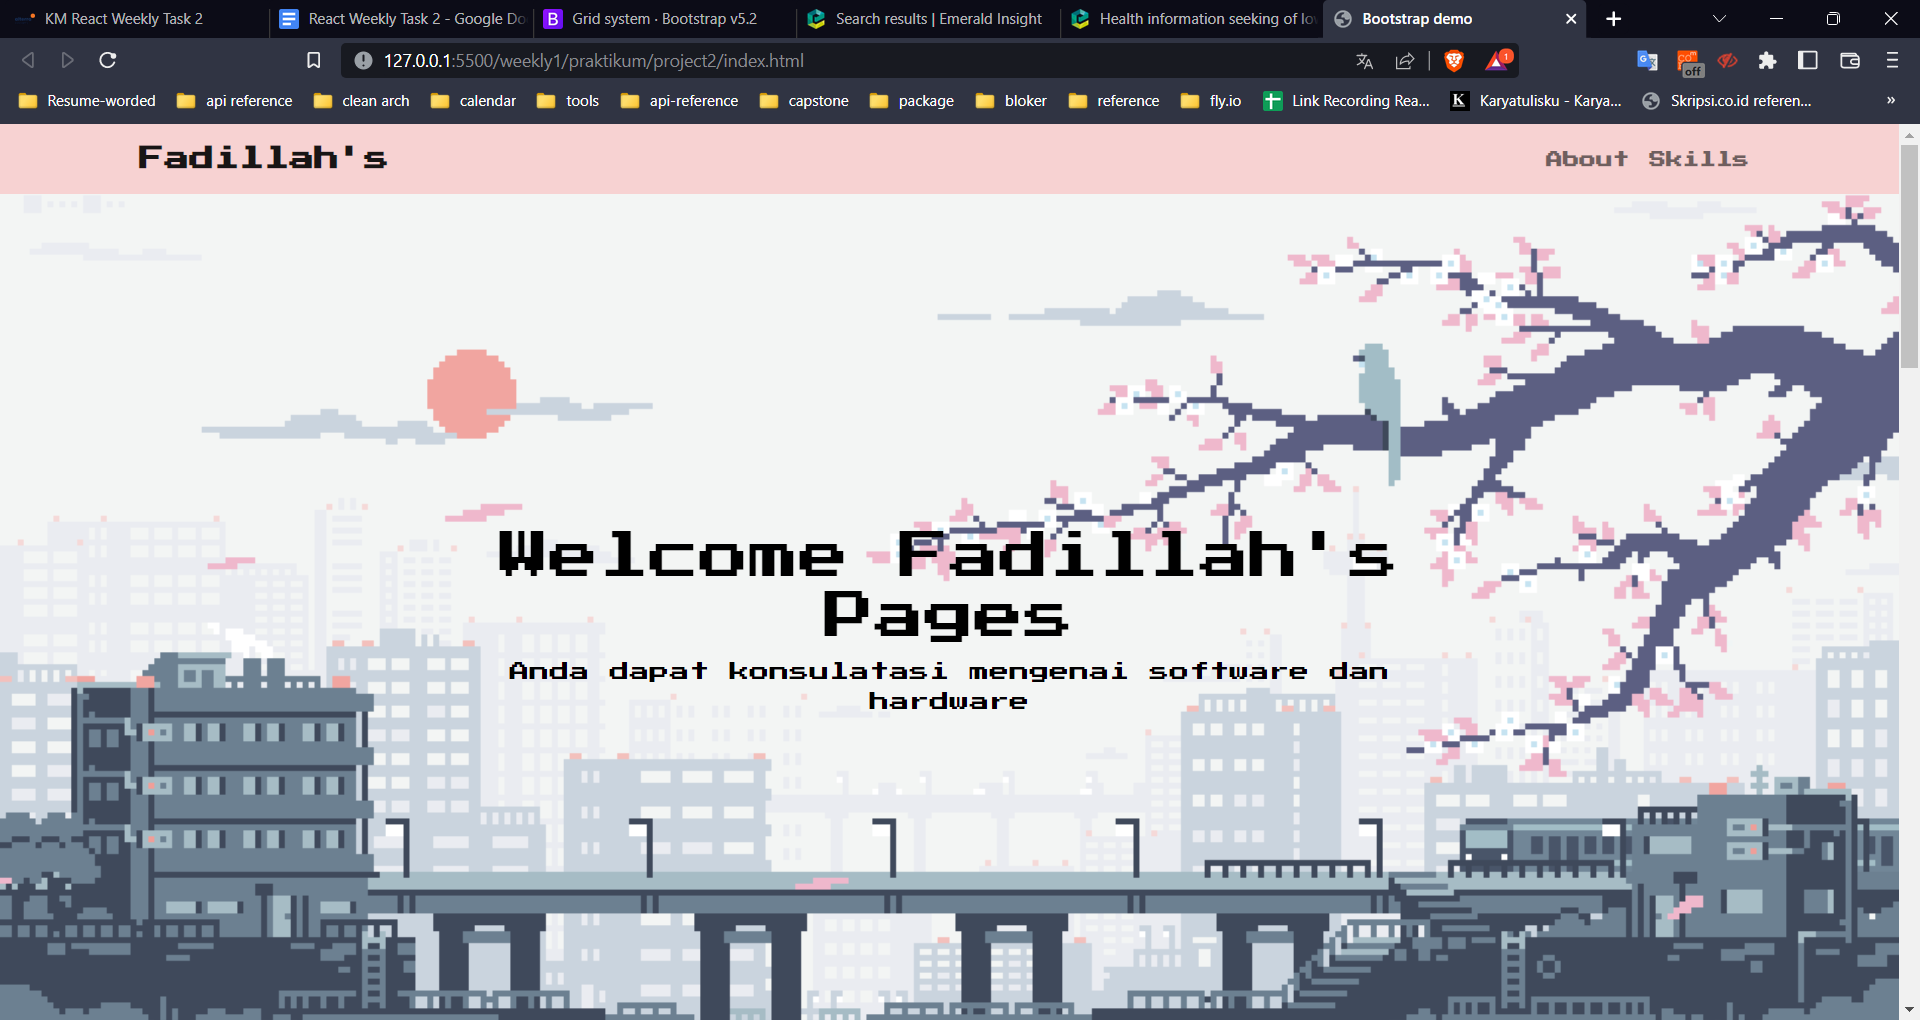 KM React Weekly Task 2
React Weekly Task 2 - Google Do
Grid system · Bootstrap v5.2
Search results | Emerald Insight
Health information seeking of lo
Bootstrap demo
127.0.0.1:5500/weekly1/praktikum/project2/index.html
1
off
Resume-worded
api reference
clean arch
calendar
tools
api-reference
capstone
package
bloker
reference
fly.io
Link Recording Rea...
Karyatulisku - Karya...
Skripsi.co.id referen...
»
Fadillah's
About Skills
Welcome Fadillah's
Pages
Anda dapat konsulatasi mengenai software dan
hardware